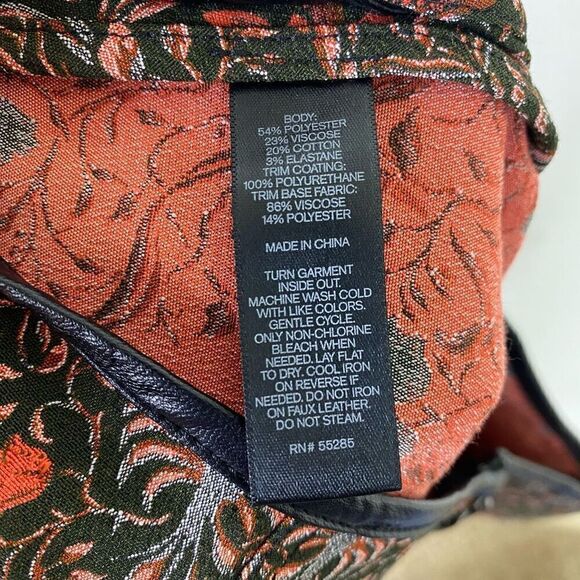 BODY:
54% POLYESTER
23% VISCOSE
20% COTTON
3% ELASTANE
TRIM COATING:
100% POLYURETHANE
TRIM BASE FABRIC:
86% VISCOSE
14% POLYESTER
MADE IN CHINA
TURN GARMENT
INSIDE OUT.
MACHINE WASH COLD
WITH LIKE COLORS.
GENTLE CYCLE.
ONLY NON-CHLORINE
BLEACH WHEN
NEEDED. LAY FLAT
TO DRY. COOL IRON
ON REVERSE IF
NEEDED. DO NOT IRON
ON FAUX LEATHER.
DO NOT STEAM.
RN# 55285